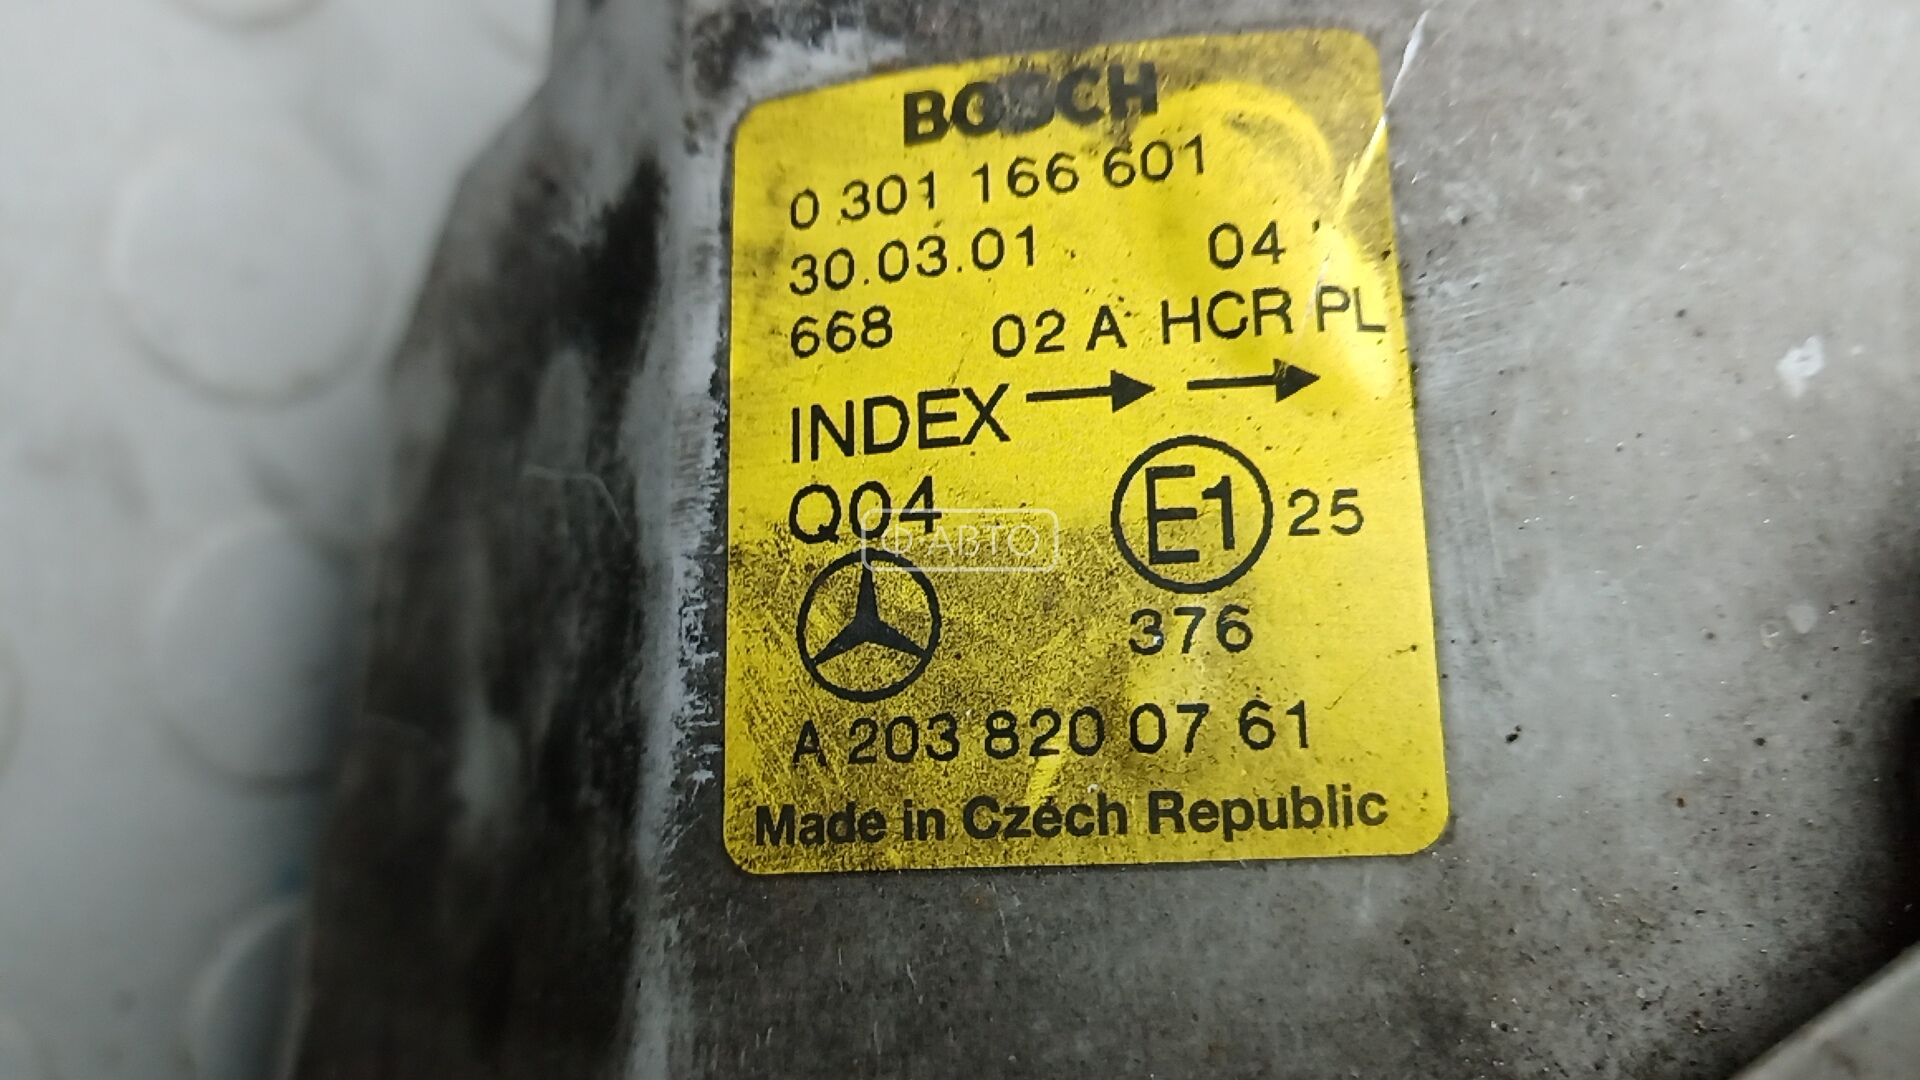 BOSCH
0 301 166 601
30.03.01 04
668 02 A HCR PL
INDEX
Q04 E1 25
Ф-АВТО
376
A 203 820 07 61
Made in Czech Republic